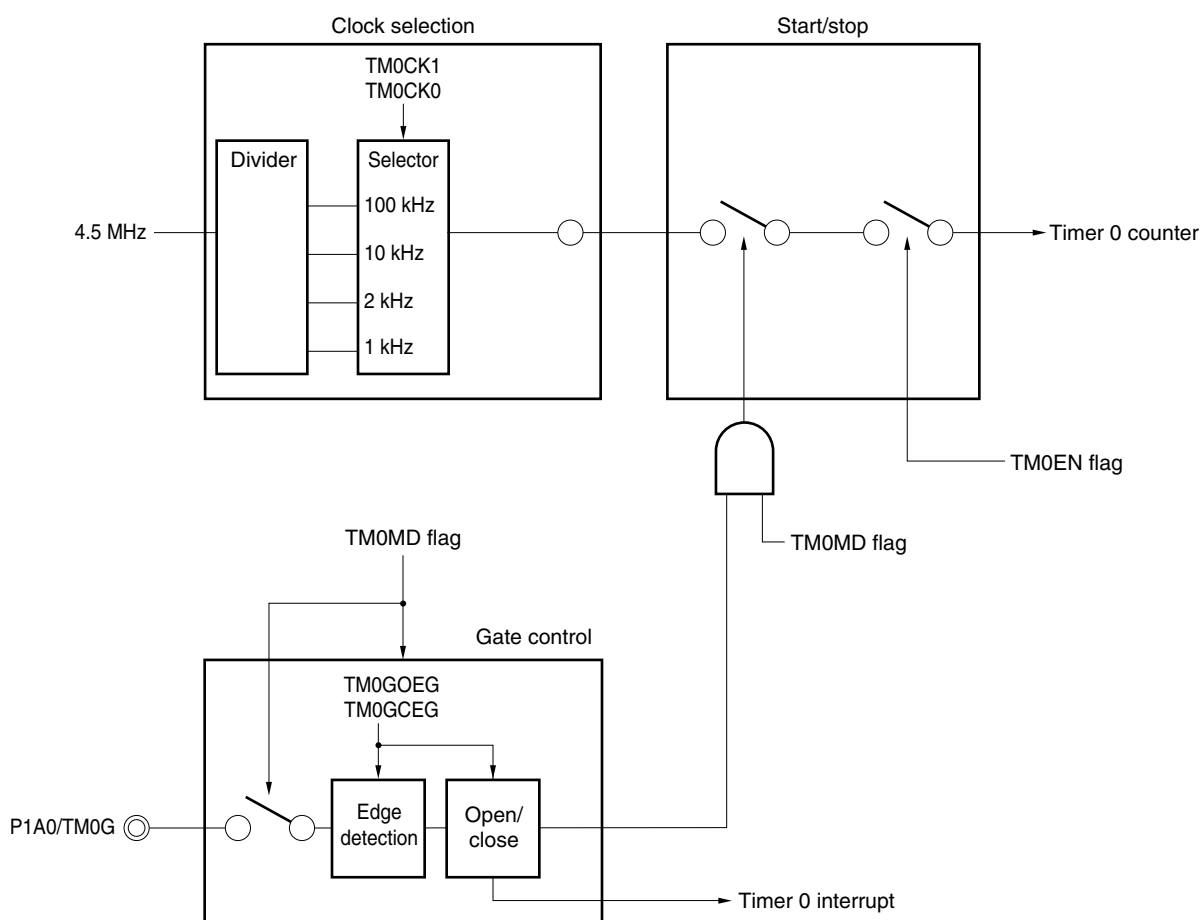 Clock selection
Start/stop
TM0CK1
TM0CK0
Divider
Selector
100 kHz
10 kHz
2 kHz
1 kHz
4.5 MHz
Timer 0 counter
TM0EN flag
TM0MD flag
TM0MD flag
Gate control
TM0GOEG
TM0GCEG
P1A0/TM0G
Edge
detection
Open/
close
Timer 0 interrupt